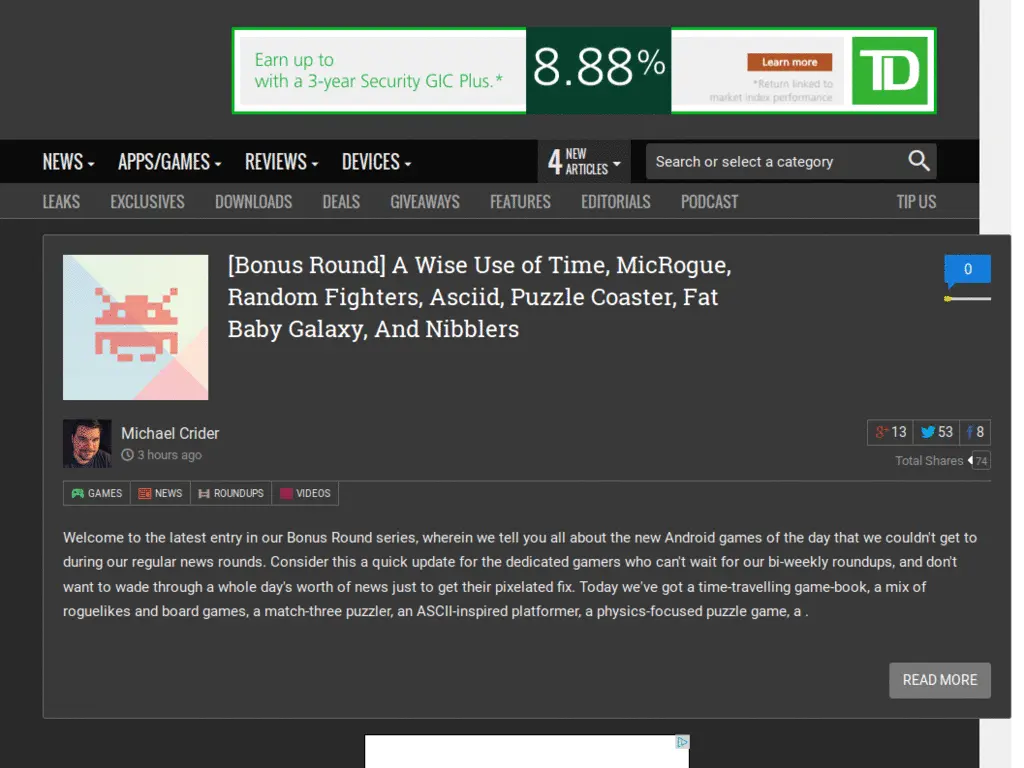 Earn up to
with a 3-year Security GIC Plus.*
8.88%
Learn more
*Return linked to
market index performance
TD
NEWS APPS/GAMES REVIEWS DEVICES 4 NEW ARTICLES Search or select a category
LEAKS EXCLUSIVES DOWNLOADS DEALS GIVEAWAYS FEATURES EDITORIALS PODCAST TIP US
[Bonus Round] A Wise Use of Time, MicRogue,
Random Fighters, Asciid, Puzzle Coaster, Fat
Baby Galaxy, And Nibblers
0
Michael Crider
3 hours ago
g+ 13 53 f 8
Total Shares 74
GAMES NEWS ROUNDUPS VIDEOS
Welcome to the latest entry in our Bonus Round series, wherein we tell you all about the new Android games of the day that we couldn't get to
during our regular news rounds. Consider this a quick update for the dedicated gamers who can't wait for our bi-weekly roundups, and don't
want to wade through a whole day's worth of news just to get their pixelated fix. Today we've got a time-travelling game-book, a mix of
roguelikes and board games, a match-three puzzler, an ASCII-inspired platformer, a physics-focused puzzle game, a .
READ MORE